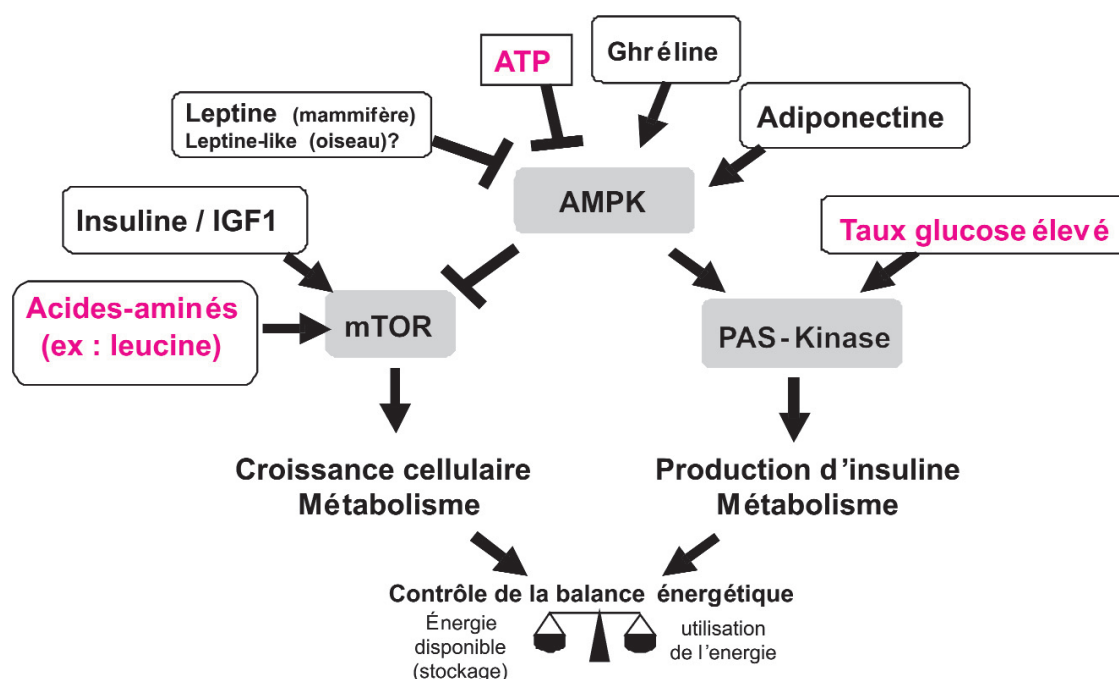 ATP
Ghréline
Leptine (mammifère)
Leptine-like (oiseau)?
Adiponectine
AMPK
Insuline / IGF1
Taux glucose élevé
Acides-aminés
(ex : leucine)
mTOR
PAS-Kinase
Croissance cellulaire
Métabolisme
Production d’insuline
Métabolisme
Contrôle de la balance énergétique
Énergie
disponible
(stockage)
utilisation
de l’energie